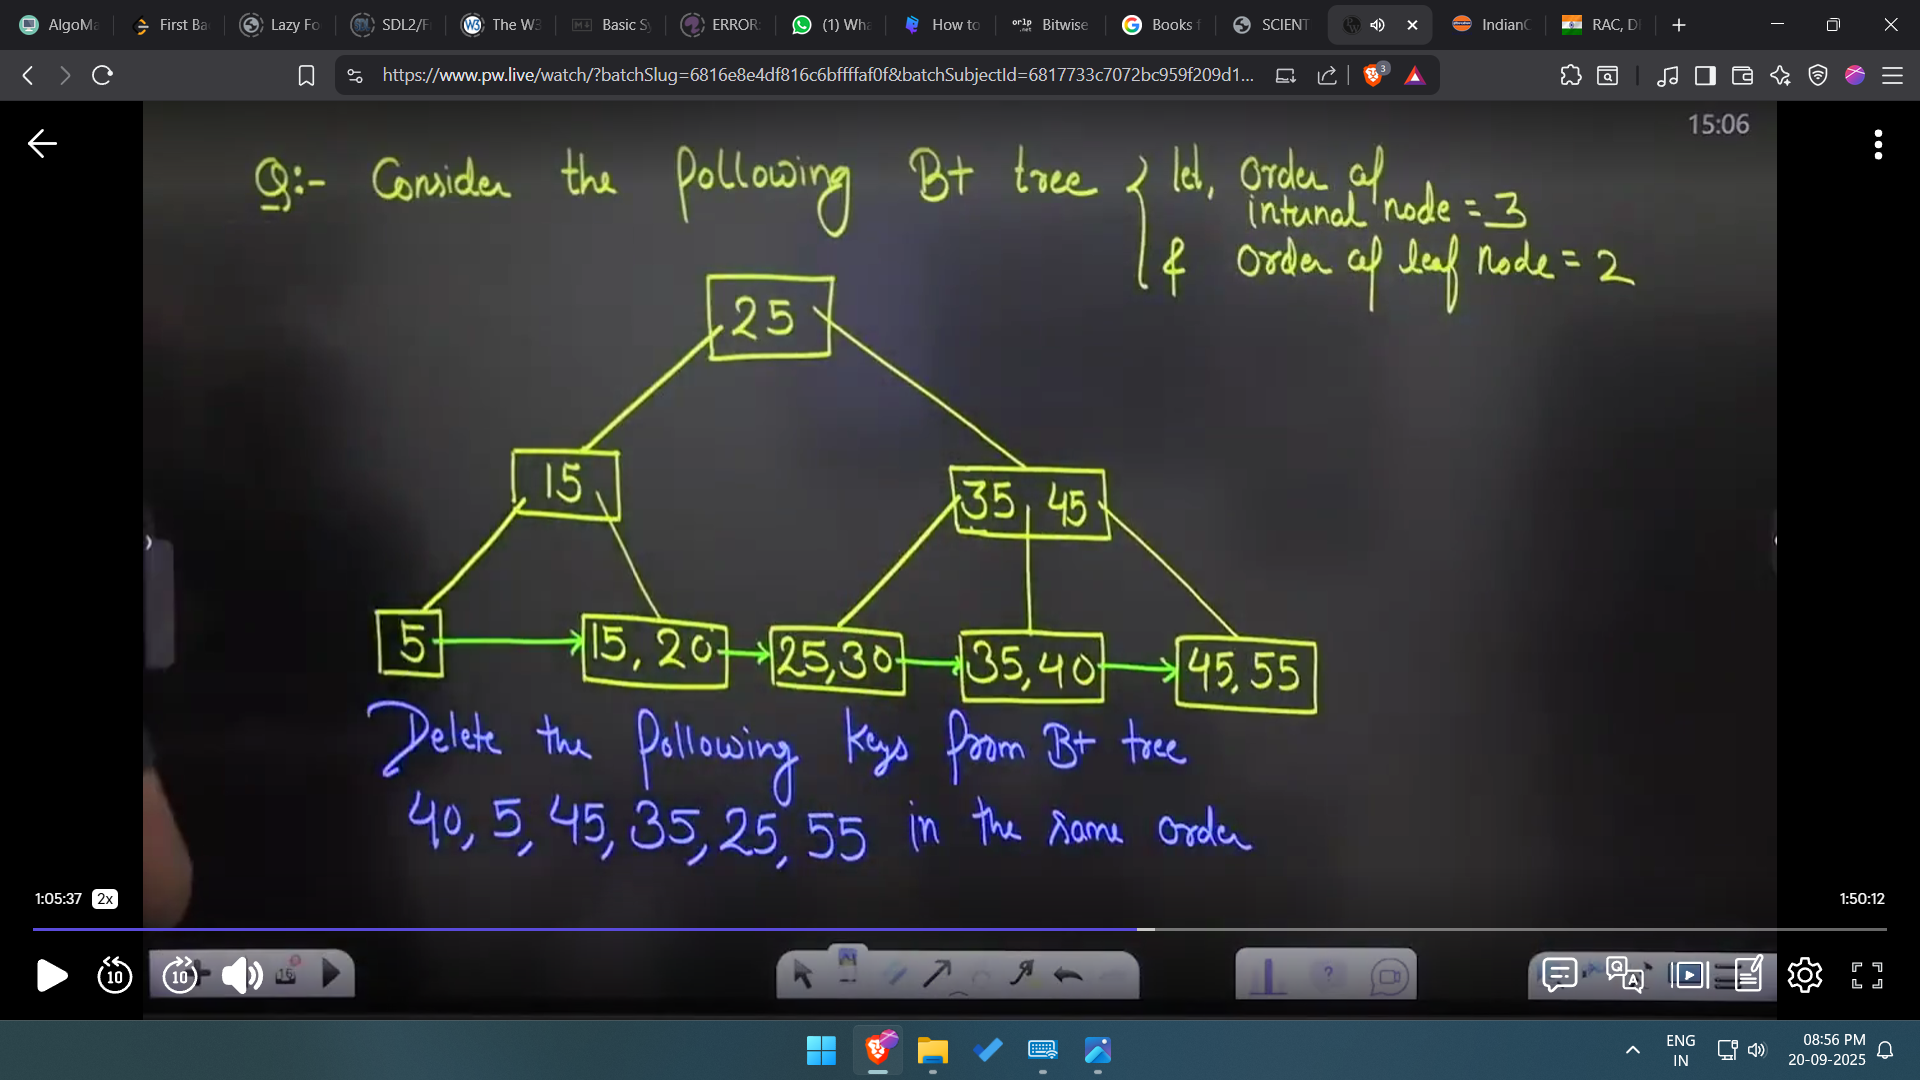 AlgoMa
First Ba
Lazy Fo
SDL2/F
The W3
Basic Sy
ERROR:
(1) Wha
How to
Bitwise
Books f
SCIENT
IndianC
RAC, D
https://www.pw.live/watch/?batchSlug=6816e8e4df816c6bffffaf0f&batchSubjectId=6817733c7072bc959f209d1...
3
15:06
Q:- Consider the following B+ tree { let, order of
internal node = 3
& order of leaf node = 2
25
15
35, 45
5
15, 20
25,30
35,40
45,55
Delete the following keys from B+ tree
40, 5, 45, 35, 25, 55 in the same order
1:05:37 2x
1:50:12
10
10
16
ENG
IN
08:56 PM
20-09-2025